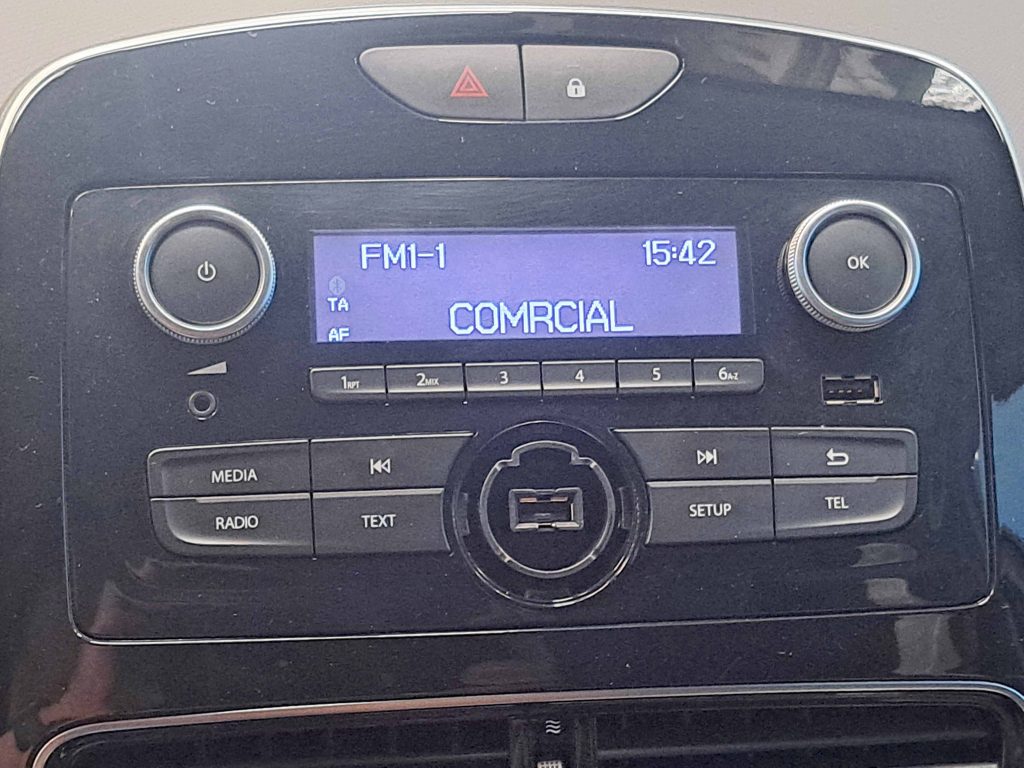 FM1-1 15:42
TA
COMRCIAL
AF
1RPT 2MIX 3 4 5 6A-Z
OK
MEDIA
RADIO TEXT
SETUP TEL